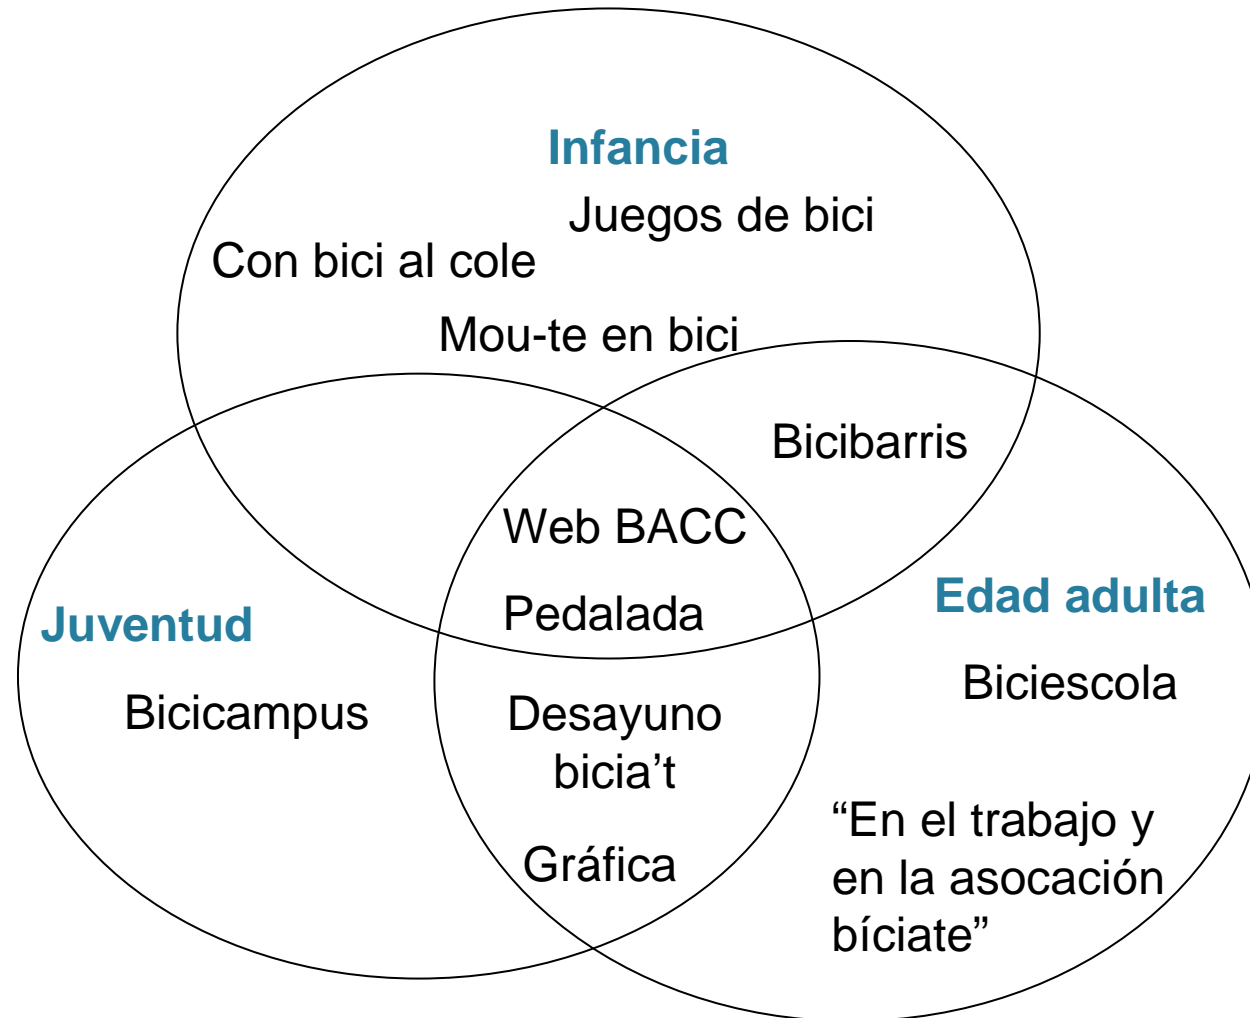 Infancia
Juegos de bici
Con bici al cole
Mou-te en bici
Bicibarris
Web BACC
Pedalada
Juventud
Bicicampus
Desayuno
bicia’t
Gráfica
Edad adulta
Biciescola
“En el trabajo y
en la asocación
bíciate”